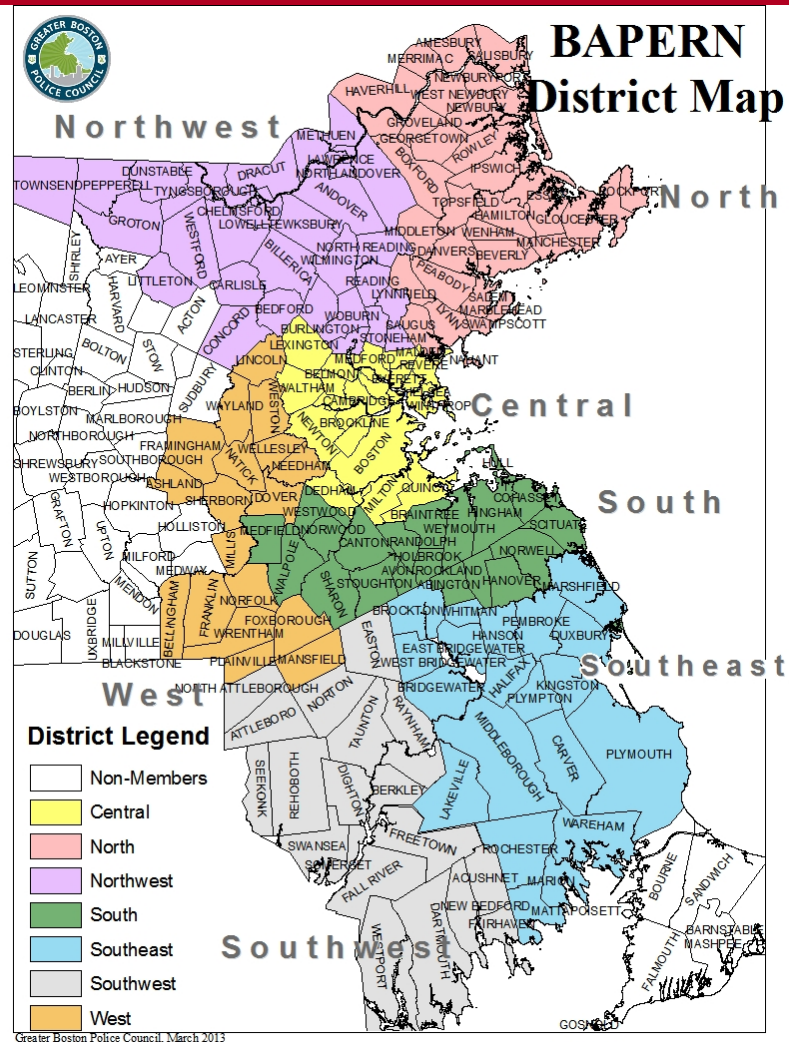 GREATER BOSTON
POLICE COUNCIL
BAPERN
District Map
Northwest
North
Central
South
Southeast
West
Southwest
AMESBURY
MERRIMAC
SALISBURY
NEWBURYPORT
HAVERHILL
WEST NEWBURY
NEWBURY
GROVELAND
GEORGETOWN
METHUEN
ROWLEY
BOXFORD
LAWRENCE
NORTH ANDOVER
IPSWICH
DUNSTABLE
DRACUT
TOWNSEND
PEPPERELL
TYNGSBOROUGH
ANDOVER
ESSEX
ROCKPORT
TOPSFIELD
HAMILTON
GLOUCESTER
CHELMSFORD
LOWELL
TEWKSBURY
GROTON
WESTFORD
MIDDLETON
WENHAM
MANCHESTER
NORTH READING
DANVERS
BEVERLY
BILLERICA
WILMINGTON
SHIRLEY
AYER
PEABODY
LITTLETON
CARLISLE
READING
LYNNFIELD
LEOMINSTER
HARVARD
SALEM
MARBLEHEAD
LYNN
SWAMPSCOTT
ACTON
BEDFORD
WOBURN
LANCASTER
BURLINGTON
SAUGUS
CONCORD
STONEHAM
LEXINGTON
STERLING
BOLTON
STOW
LINCOLN
MEDFORD
MALDEN
REVERE
NAHANT
CLINTON
BELMONT
EVERETT
BERLIN
HUDSON
SUDBURY
WALTHAM
CHELSEA
WESTON
CAMBRIDGE
WINTHROP
BOYLSTON
MARLBOROUGH
WAYLAND
NORTHBOROUGH
NEWTON
BROOKLINE
FRAMINGHAM
WELLESLEY
BOSTON
SHREWSBURY
SOUTHBOROUGH
NATICK
NEEDHAM
HULL
WESTBOROUGH
ASHLAND
DEDHAM
MILTON
QUINCY
SHERBORN
DOVER
COHASSET
GRAFTON
HOPKINTON
WESTWOOD
BRAINTREE
HINGHAM
HOLLISTON
MEDFIELD
NORWOOD
WEYMOUTH
SCITUATE
UPTON
MILLIS
CANTON
RANDOLPH
MILFORD
HOLBROOK
NORWELL
SUTTON
MEDWAY
WALPOLE
AVON
ROCKLAND
MENDON
SHARON
STOUGHTON
ABINGTON
HANOVER
MARSHFIELD
BELLINGHAM
FRANKLIN
NORFOLK
BROCKTON
WHITMAN
UXBRIDGE
FOXBOROUGH
PEMBROKE
DOUGLAS
WRENTHAM
EASTON
HANSON
DUXBURY
MILLVILLE
EAST BRIDGEWATER
BLACKSTONE
PLAINVILLE
MANSFIELD
WEST BRIDGEWATER
NORTH ATTLEBOROUGH
BRIDGEWATER
HALIFAX
KINGSTON
NORTON
PLYMPTON
ATTLEBORO
TAUNTON
RAYNHAM
MIDDLEBOROUGH
CARVER
PLYMOUTH
SEEKONK
REHOBOTH
DIGHTON
BERKLEY
LAKEVILLE
WAREHAM
FREETOWN
SWANSEA
ROCHESTER
SOMERSET
FALL RIVER
ACUSHNET
MARION
BOURNE
SANDWICH
NEW BEDFORD
MATTAPOISETT
DARTMOUTH
FAIRHAVEN
WESTPORT
BARNSTABLE
MASHPEE
FALMOUTH
GOSNOLD
District Legend
Non-Members
Central
North
Northwest
South
Southeast
Southwest
West
Greater Boston Police Council, March 2013